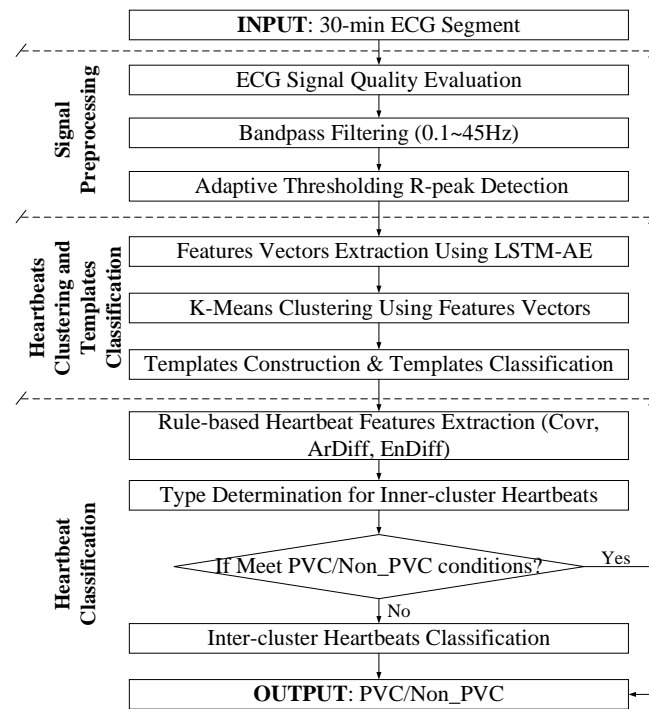 INPUT: 30-min ECG Segment
Signal
Preprocessing
ECG Signal Quality Evaluation
Bandpass Filtering (0.1~45Hz)
Adaptive Thresholding R-peak Detection
Heartbeats
Clustering and
Templates
Classification
Features Vectors Extraction Using LSTM-AE
K-Means Clustering Using Features Vectors
Templates Construction & Templates Classification
Heartbeat
Classification
Rule-based Heartbeat Features Extraction (Covr,
ArDiff, EnDiff)
Type Determination for Inner-cluster Heartbeats
If Meet PVC/Non_PVC conditions?
Yes
No
Inter-cluster Heartbeats Classification
OUTPUT: PVC/Non_PVC